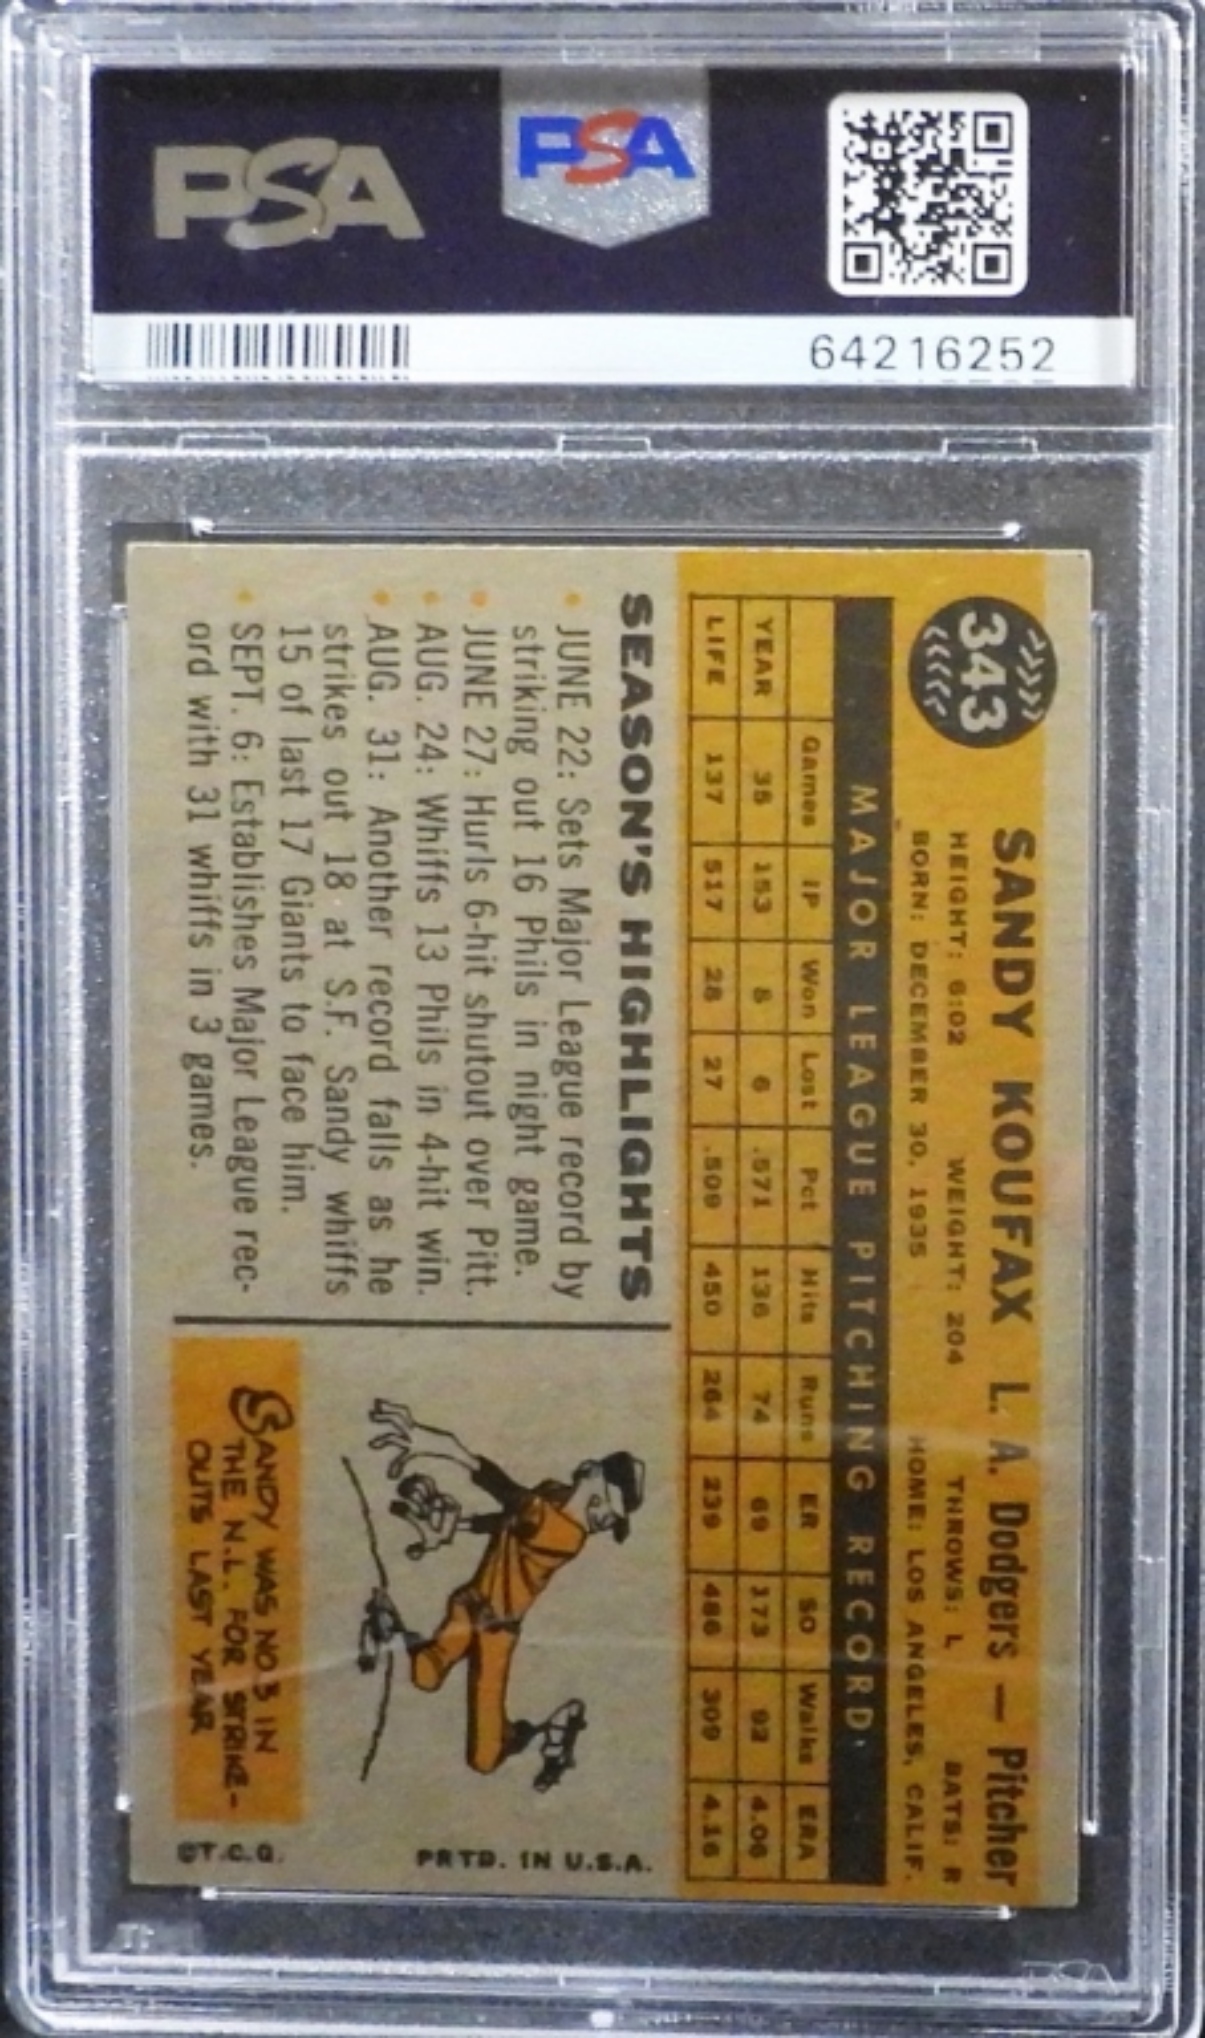 PSA
PSA
64216252
343
SANDY KOUFAX L. A. Dodgers — Pitcher
HEIGHT: 6:02 WEIGHT: 204 THROWS: L BATS: R
BORN: DECEMBER 30, 1935 HOME: LOS ANGELES, CALIF.
MAJOR LEAGUE PITCHING RECORD
Games IP Won Lost Pct Hits Runs ER SO Walks ERA
YEAR 35 153 8 6 .571 136 74 69 173 92 4.06
LIFE 137 517 28 27 .509 450 264 239 486 309 4.16
SEASON'S HIGHLIGHTS
• JUNE 22: Sets Major League record by
striking out 16 Phils in night game.
• JUNE 27: Hurls 6-hit shutout over Pitt.
• AUG. 24: Whiffs 13 Phils in 4-hit win.
• AUG. 31: Another record falls as he
strikes out 18 at S.F. Sandy whiffs
15 of last 17 Giants to face him.
• SEPT. 6: Establishes Major League rec-
ord with 31 whiffs in 3 games.
SANDY WAS NO. 3 IN
THE N.L. FOR STRIKE-
OUTS LAST YEAR
©T.C.G. PRTD. IN U.S.A.
PSA